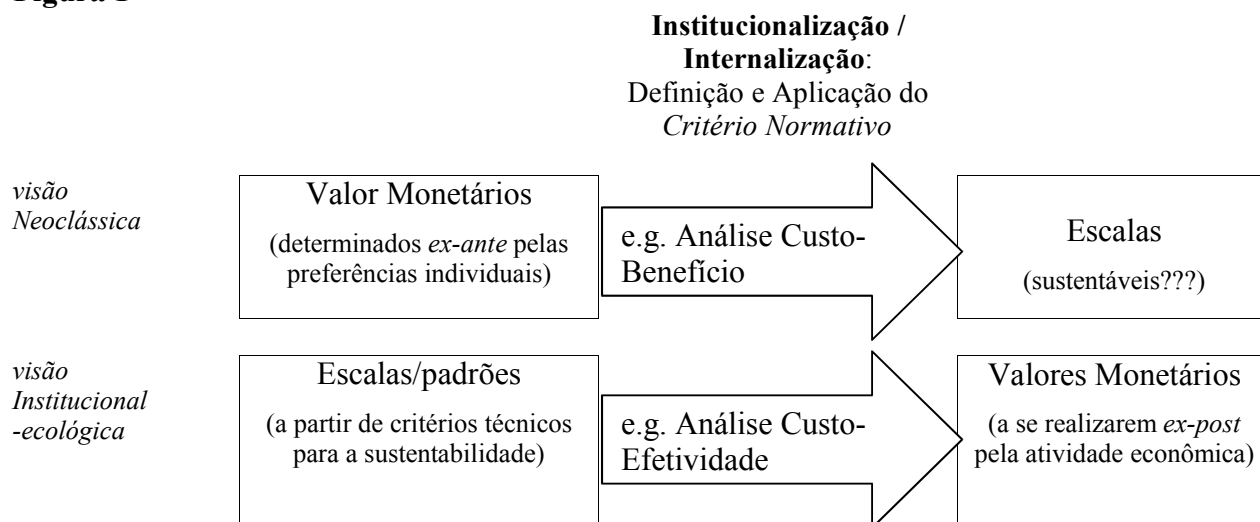 Institucionalização /
Internalização:
Definição e Aplicação do
Critério Normativo
visão
Neoclássica
Valor Monetários
(determinados ex-ante pelas
preferências individuais)
e.g. Análise Custo-
Benefício
Escalas
(sustentáveis???)
visão
Institucional
-ecológica
Escalas/padrões
(a partir de critérios técnicos
para a sustentabilidade)
e.g. Análise Custo-
Efetividade
Valores Monetários
(a se realizarem ex-post
pela atividade econômica)